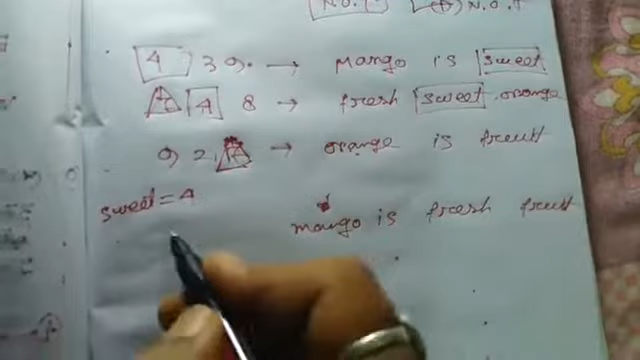 N.O.T
4 3 9. → mango is sweet
4 8 → fresh sweet orange
9 2 → orange is fruit
sweet = 4
mango is fresh fruit